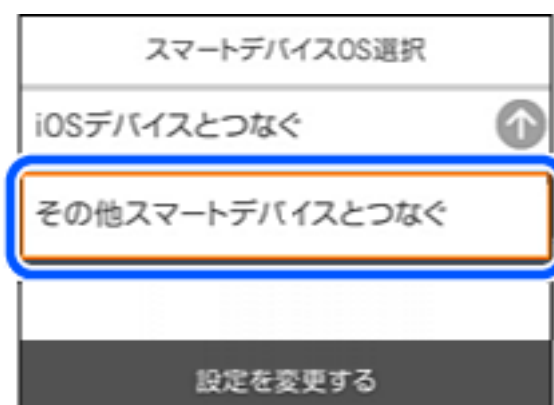 スマートデバイスOS選択
iOSデバイスとつなぐ
その他スマートデバイスとつなぐ
設定を変更する